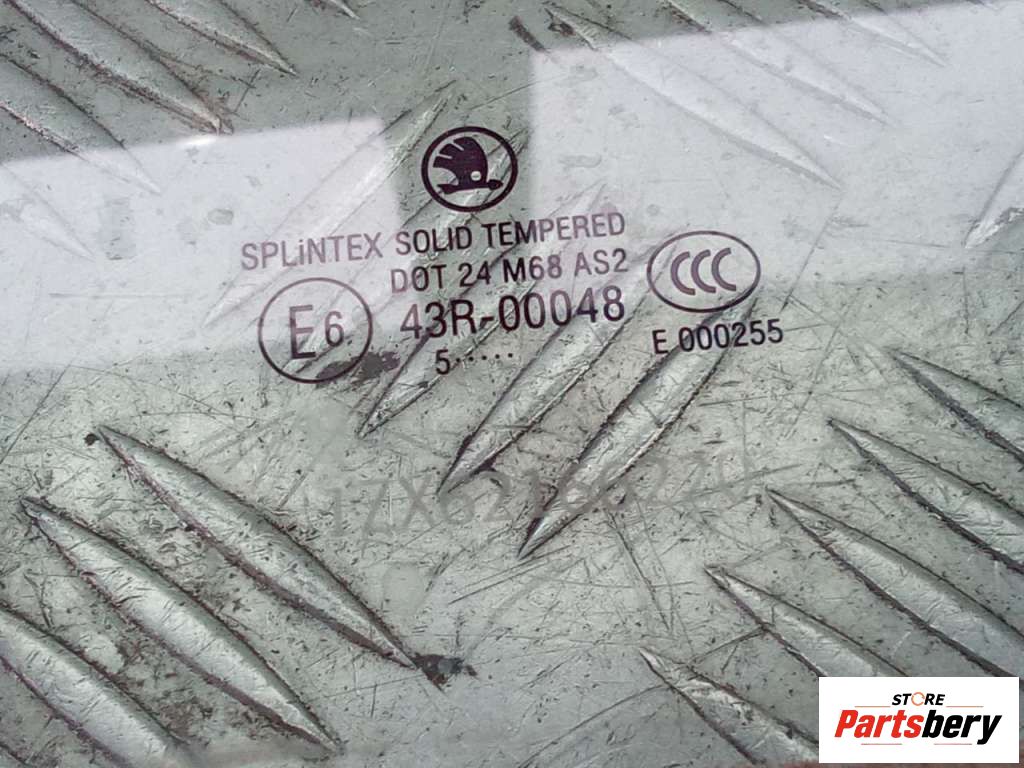 SPLiNTEX SOLID TEMPERED
DOT 24 M68 AS2
CCC
E6
43R-00048
5·····
E 000255
STORE
Partsbery